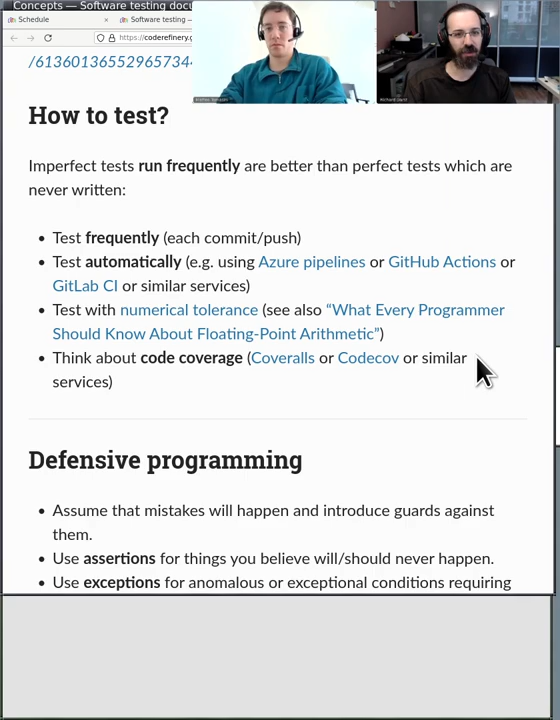 Concepts — Software testing docu
Schedule
×
Software testing —
https://coderefinery.g
/613601365529657344
How to test?
Imperfect tests run frequently are better than perfect tests which are
never written:
• Test frequently (each commit/push)
• Test automatically (e.g. using Azure pipelines or GitHub Actions or
GitLab CI or similar services)
• Test with numerical tolerance (see also “What Every Programmer
Should Know About Floating-Point Arithmetic”)
• Think about code coverage (Coveralls or Codecov or similar
services)
Defensive programming
• Assume that mistakes will happen and introduce guards against
them.
• Use assertions for things you believe will/should never happen.
• Use exceptions for anomalous or exceptional conditions requiring